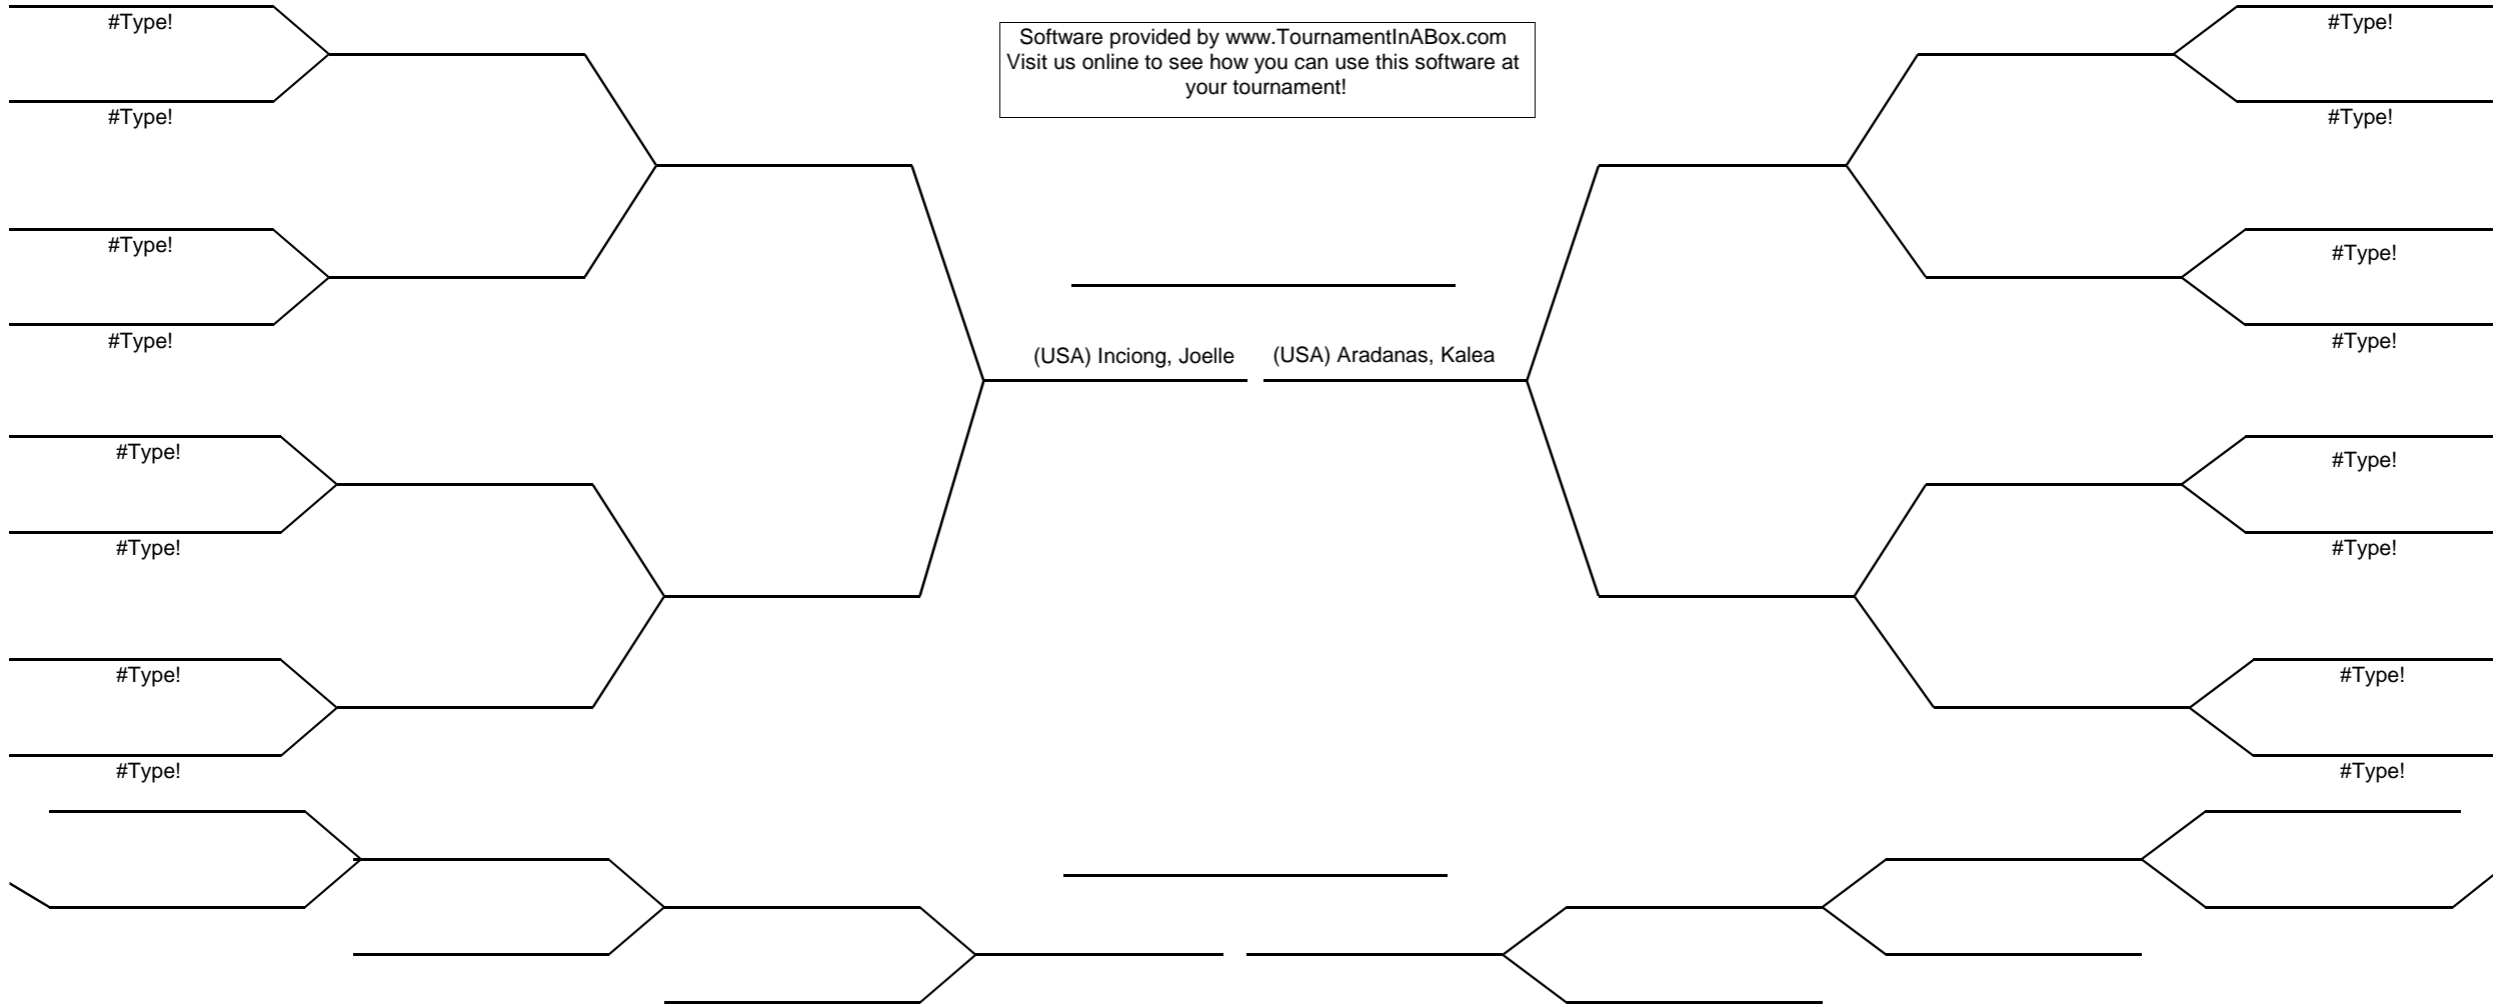 #Type!
#Type!
Software provided by www.TournamentInABox.com
Visit us online to see how you can use this software at
your tournament!
#Type!
#Type!
#Type!
#Type!
#Type!
#Type!
(USA) Inciong, Joelle
(USA) Aradanas, Kalea
#Type!
#Type!
#Type!
#Type!
#Type!
#Type!
#Type!
#Type!